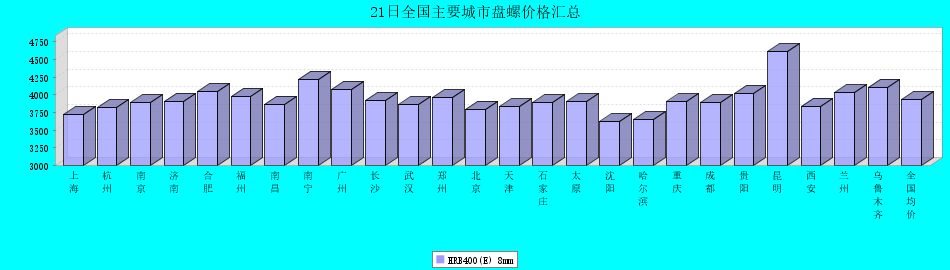 21日全国主要城市盘螺价格汇总
4750
4500
4250
4000
3750
3500
3250
3000
上海
杭州
南京
济南
合肥
福州
南昌
南宁
广州
长沙
武汉
郑州
北京
天津
石家庄
太原
沈阳
哈尔滨
重庆
成都
贵阳
昆明
西安
兰州
乌鲁木齐
全国均价
HRB400(E) 8mm